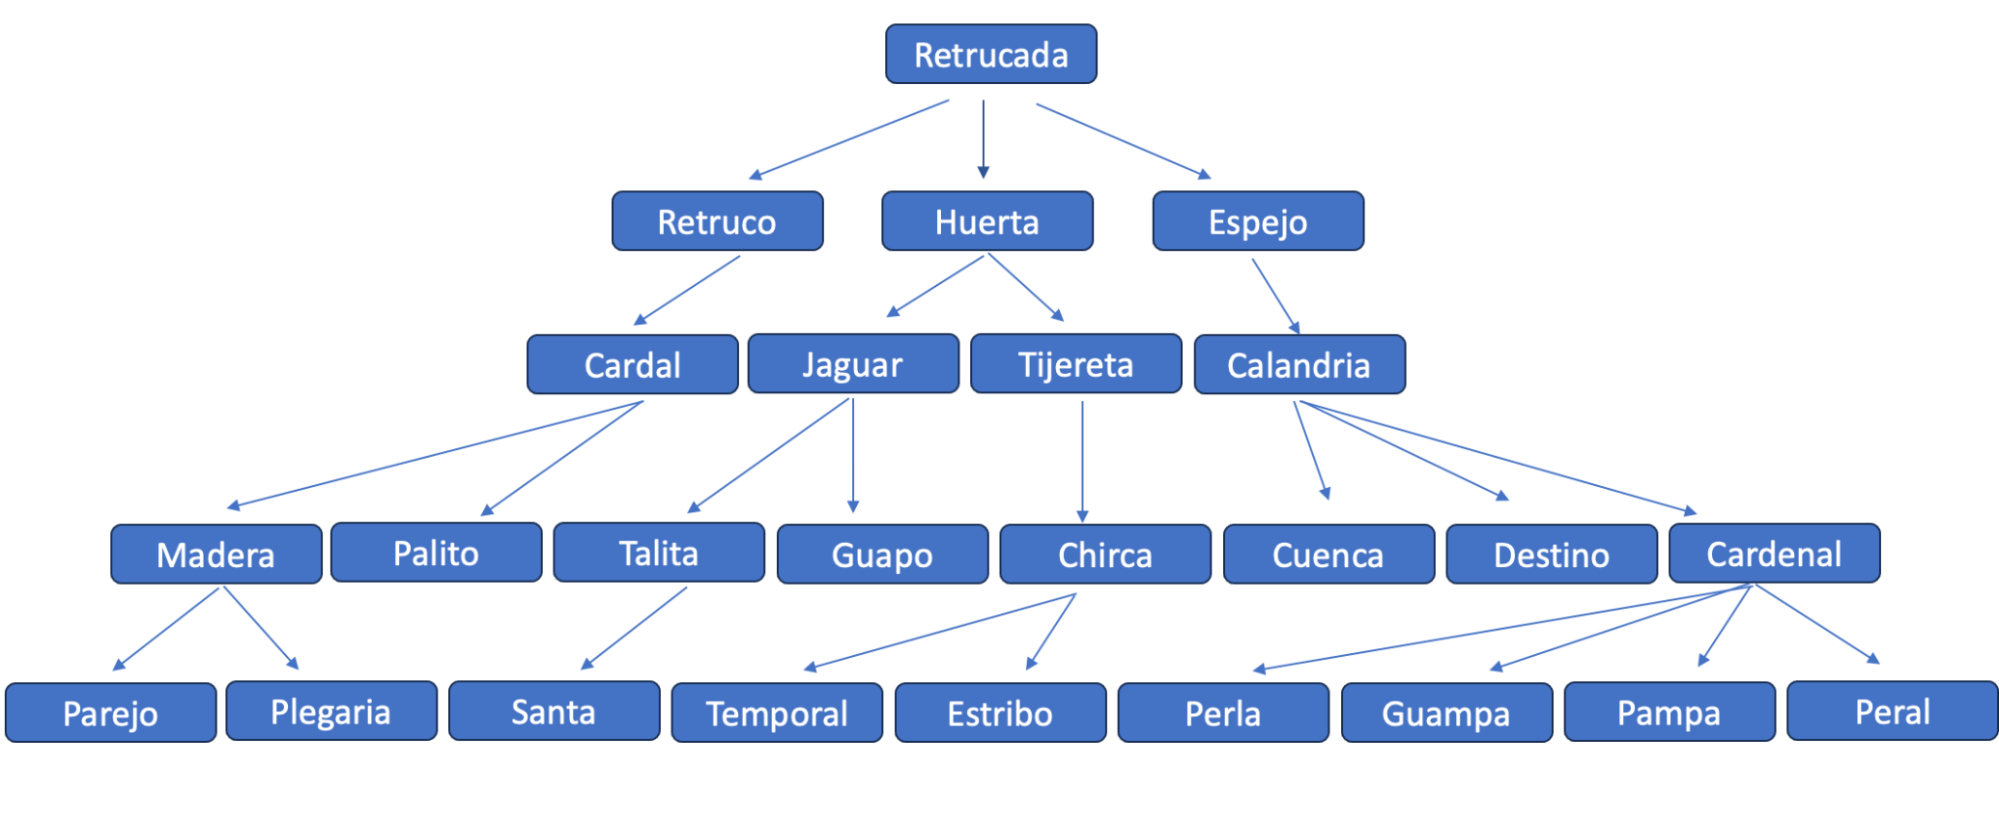 Retrucada
Retruco
Huerta
Espejo
Cardal
Jaguar
Tijereta
Calandria
Madera
Palito
Talita
Guapo
Chirca
Cuenca
Destino
Cardenal
Parejo
Plegaria
Santa
Temporal
Estribo
Perla
Guampa
Pampa
Peral